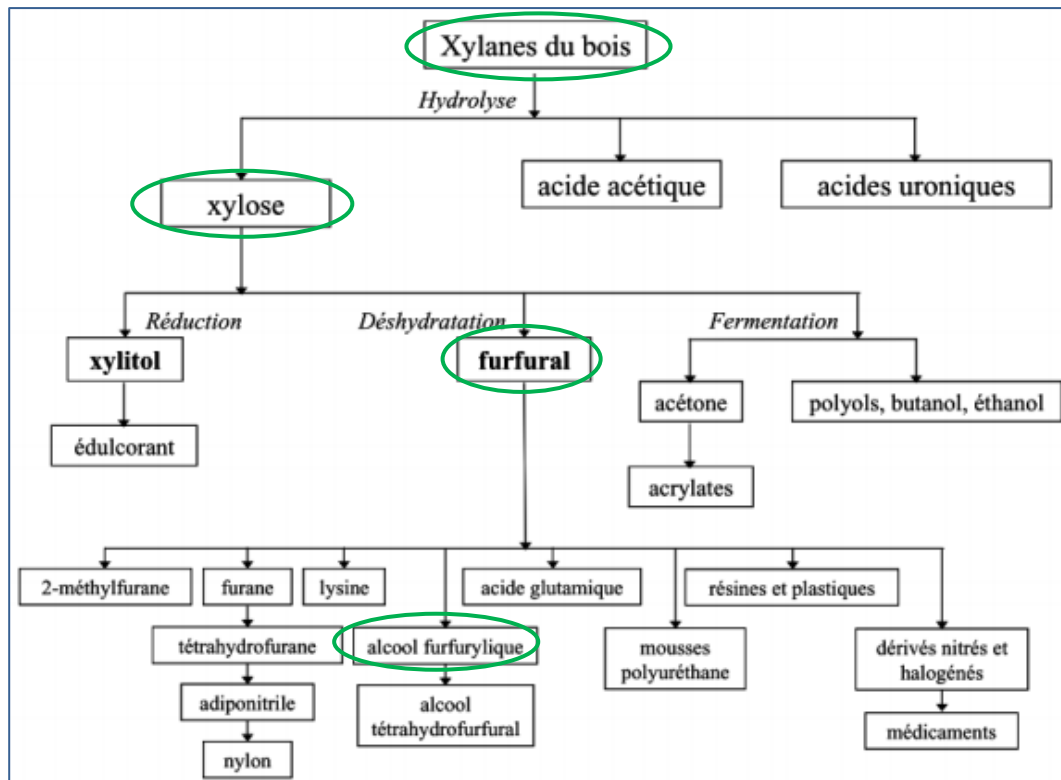 Xylanes du bois
Hydrolyse
xylose
acide acétique
acides uroniques
Réduction
Déshydratation
Fermentation
xylitol
furfural
acétone
polyols, butanol, éthanol
édulcorant
acrylates
2-méthylfurane
furane
lysine
acide glutamique
résines et plastiques
tétrahydrofurane
alcool furfurylique
mousses
polyuréthane
dérivés nitrés et
halogénés
adiponitrile
alcool
tétrahydrofurfural
médicaments
nylon